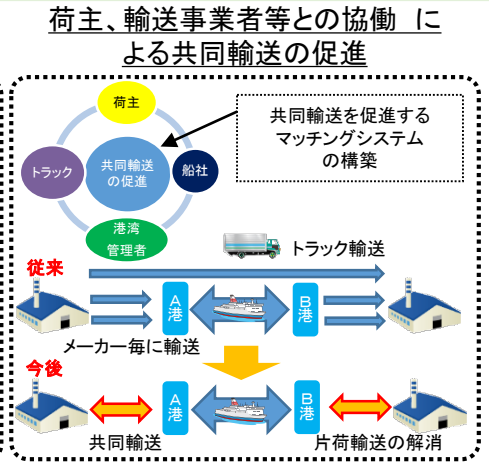 荷主、輸送事業者等との協働 に
よる共同輸送の促進
荷主
トラック
共同輸送
の促進
船社
港湾
管理者
共同輸送を促進する
マッチングシステム
の構築
トラック輸送
従来
A港
B港
メーカー毎に輸送
今後
A港
B港
共同輸送
片荷輸送の解消